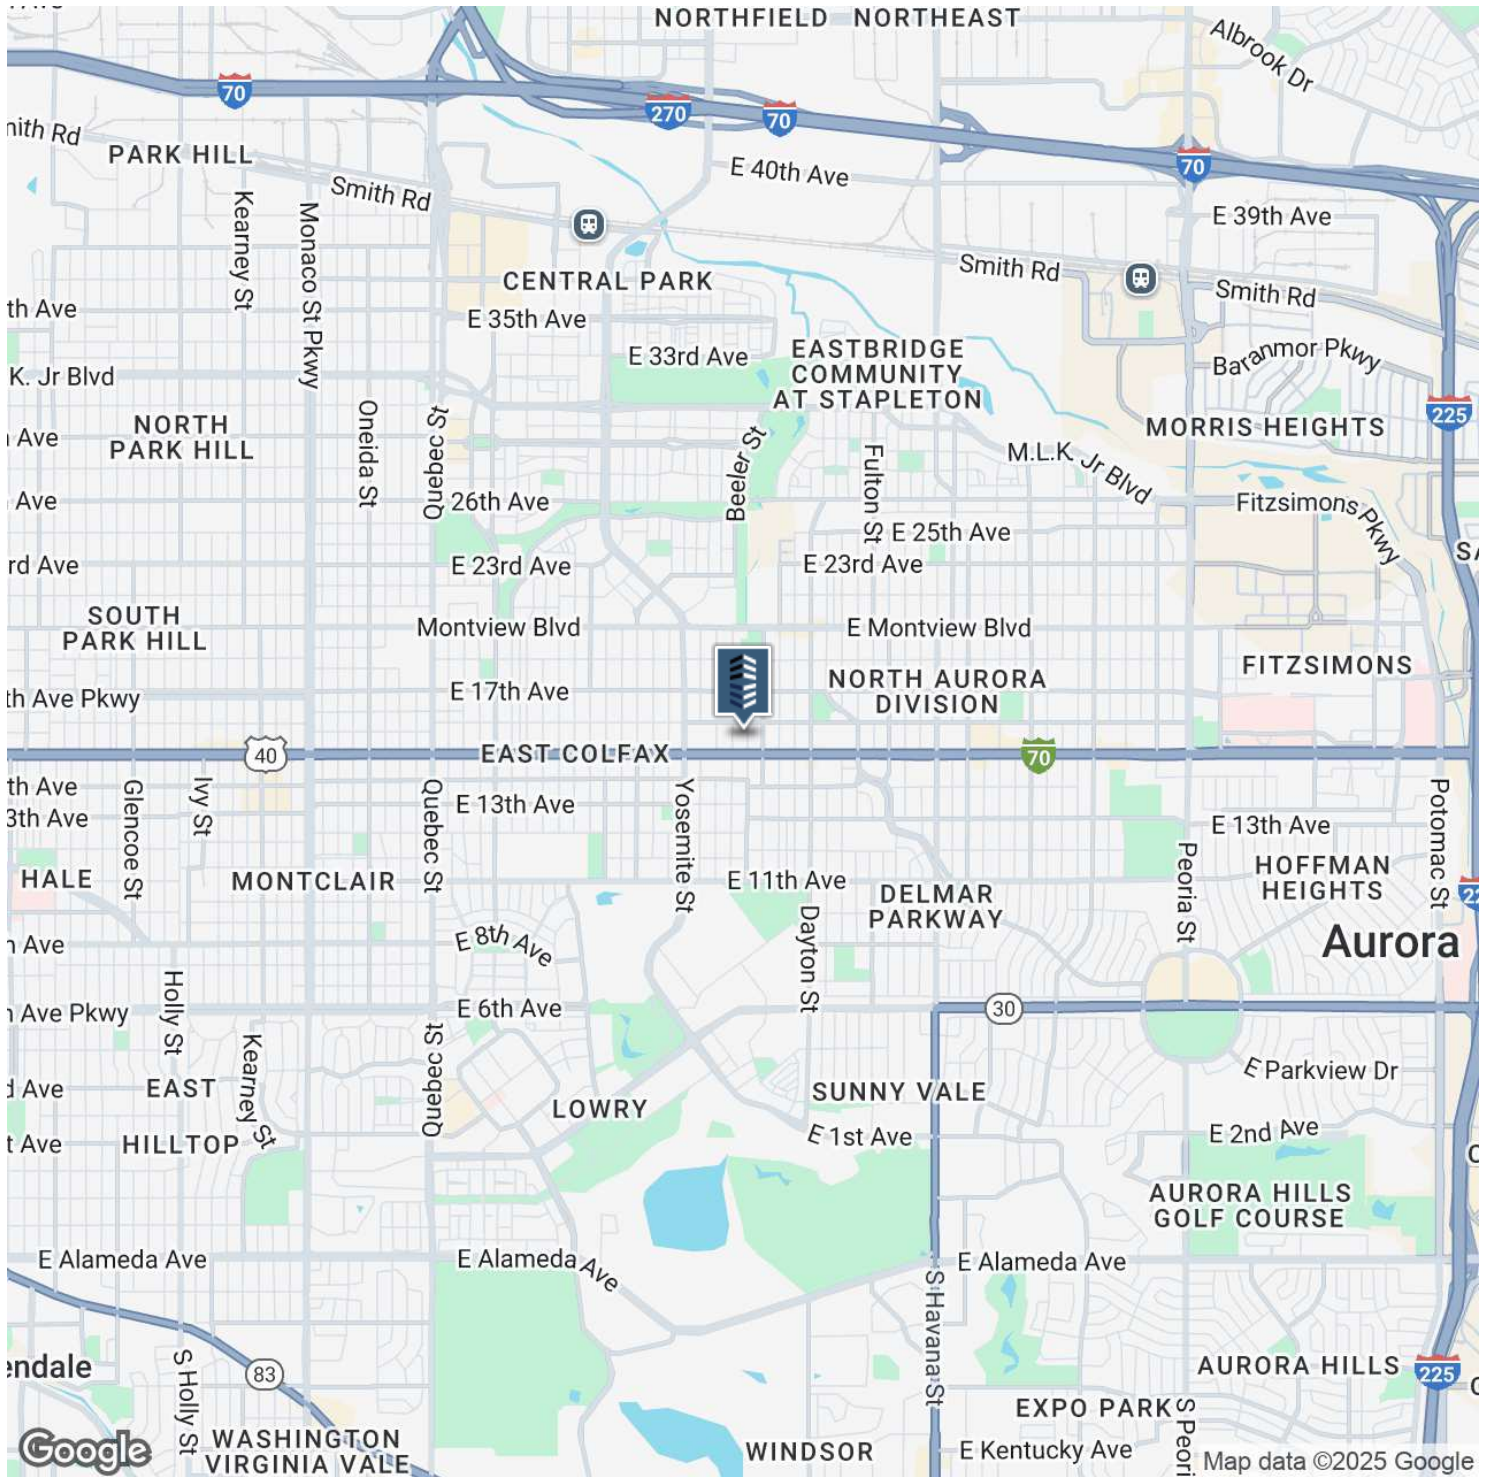 NORTHFIELD NORTHEAST
Albrook Dr
70
270
70
70
Smith Rd
PARK HILL
E 40th Ave
Smith Rd
Kearney St
Monaco St Pkwy
E 39th Ave
CENTRAL PARK
Smith Rd
Smith Rd
th Ave
E 35th Ave
E 33rd Ave
EASTBRIDGE
COMMUNITY
AT STAPLETON
Baranmor Pkwy
K. Jr Blvd
225
NORTH
PARK HILL
Ave
Oneida St
Quebec St
Beeler St
Fulton St
MORRIS HEIGHTS
M.L.K. Jr Blvd
Ave
26th Ave
Fitzsimons Pkwy
E 25th Ave
rd Ave
E 23rd Ave
E 23rd Ave
SA
SOUTH
PARK HILL
Montview Blvd
E Montview Blvd
FITZSIMONS
th Ave Pkwy
E 17th Ave
NORTH AURORA
DIVISION
40
EAST COLFAX
70
th Ave
3th Ave
Glencoe St
Ivy St
Quebec St
E 13th Ave
Yosemite St
E 13th Ave
Potomac St
Peoria St
HALE
MONTCLAIR
E 11th Ave
DELMAR
PARKWAY
HOFFMAN
HEIGHTS
22
Ave
E 8th Ave
Dayton St
Aurora
Holly St
Ave Pkwy
E 6th Ave
30
Kearney St
Quebec St
E Parkview Dr
Ave
EAST
HILLTOP
LOWRY
SUNNY VALE
t Ave
E 1st Ave
E 2nd Ave
AURORA HILLS
GOLF COURSE
E Alameda Ave
E Alameda Ave
E Alameda Ave
S Havana St
endale
83
S Holly St
AURORA HILLS
225
EXPO PARK
S Peori
Google
WASHINGTON
VIRGINIA VALE
WINDSOR
E Kentucky Ave
Map data ©2025 Google